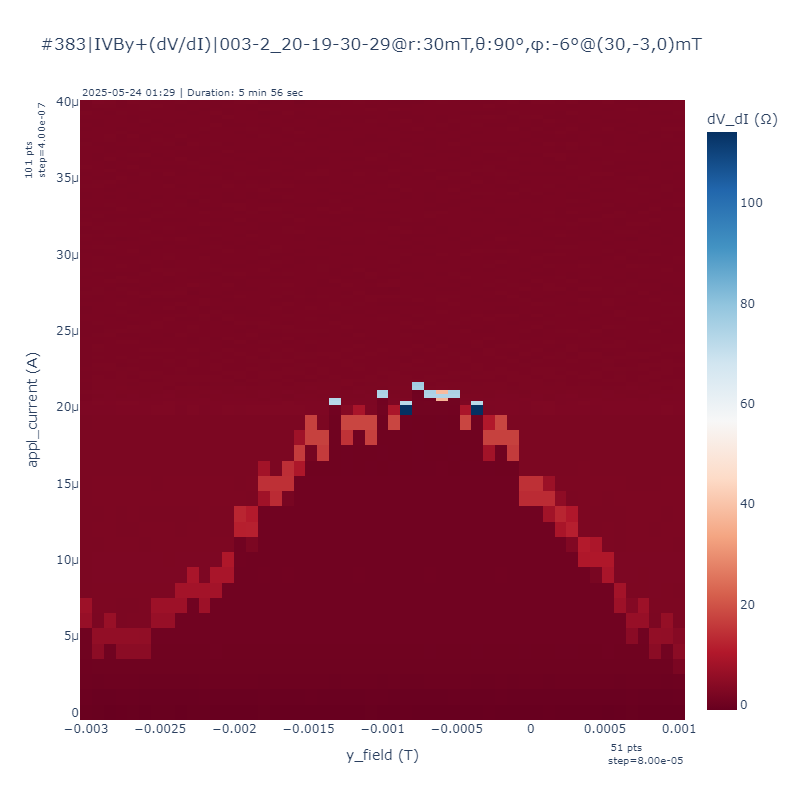 #383|IVBy+(dV/dI)|003-2_20-19-30-29@r:30mT,θ:90°,φ:-6°@(30,-3,0)mT
2025-05-24 01:29 | Duration: 5 min 56 sec
dV_dI (Ω)
101 pts
step=4.00e-07
40μ
35μ
30μ
25μ
20μ
15μ
10μ
5μ
0
appl_current (A)
100
80
60
40
20
0
−0.003
−0.0025
−0.002
−0.0015
−0.001
−0.0005
0
0.0005
0.001
y_field (T)
51 pts
step=8.00e-05